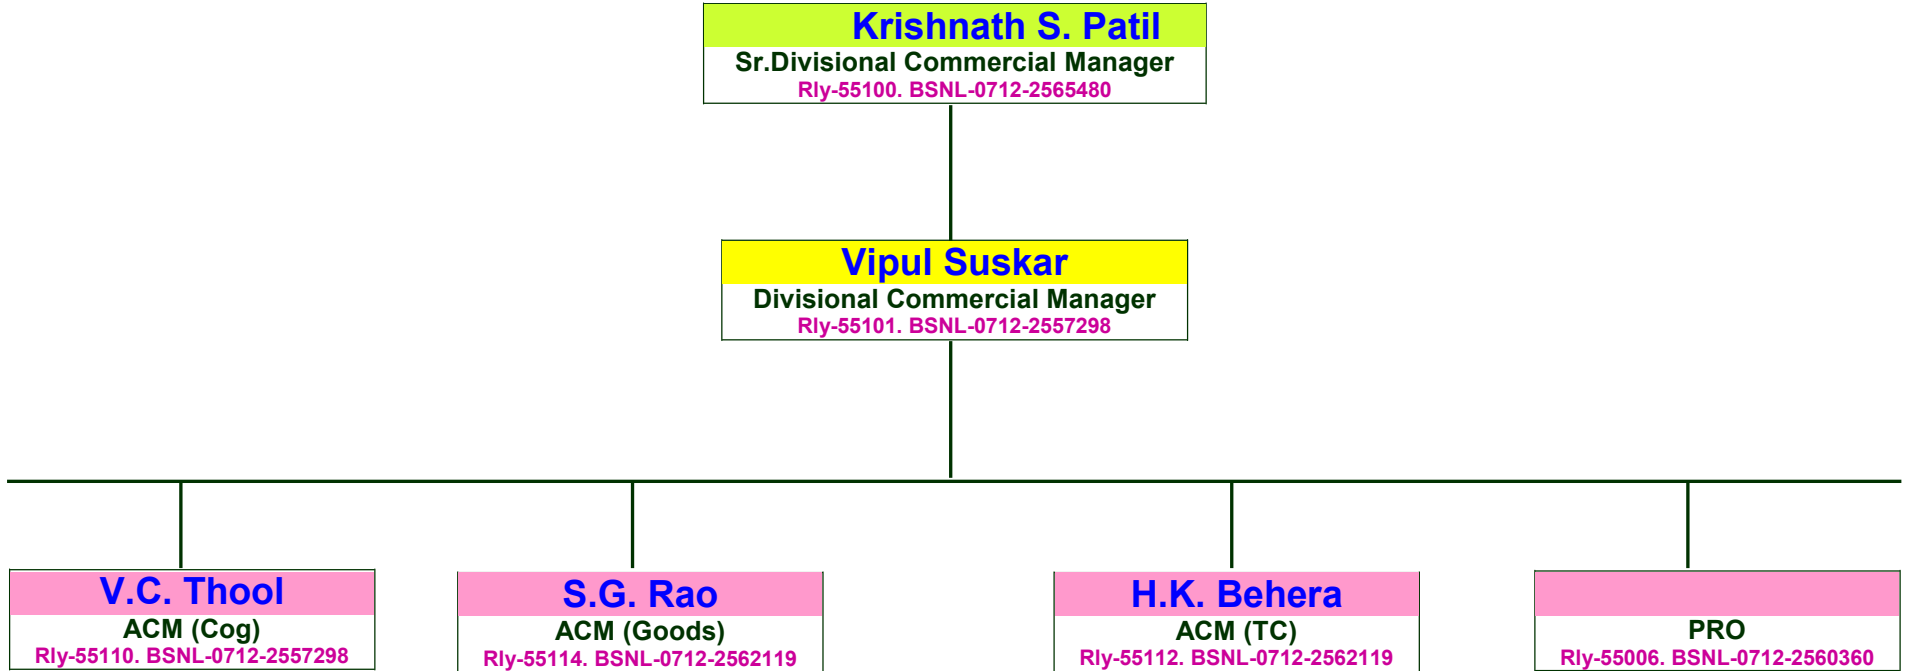 Krishnath S. Patil
Sr.Divisional Commercial Manager
Rly-55100. BSNL-0712-2565480
Vipul Suskar
Divisional Commercial Manager
Rly-55101. BSNL-0712-2557298
V.C. Thool
ACM (Cog)
Rly-55110. BSNL-0712-2557298
S.G. Rao
ACM (Goods)
Rly-55114. BSNL-0712-2562119
H.K. Behera
ACM (TC)
Rly-55112. BSNL-0712-2562119
PRO
Rly-55006. BSNL-0712-2560360